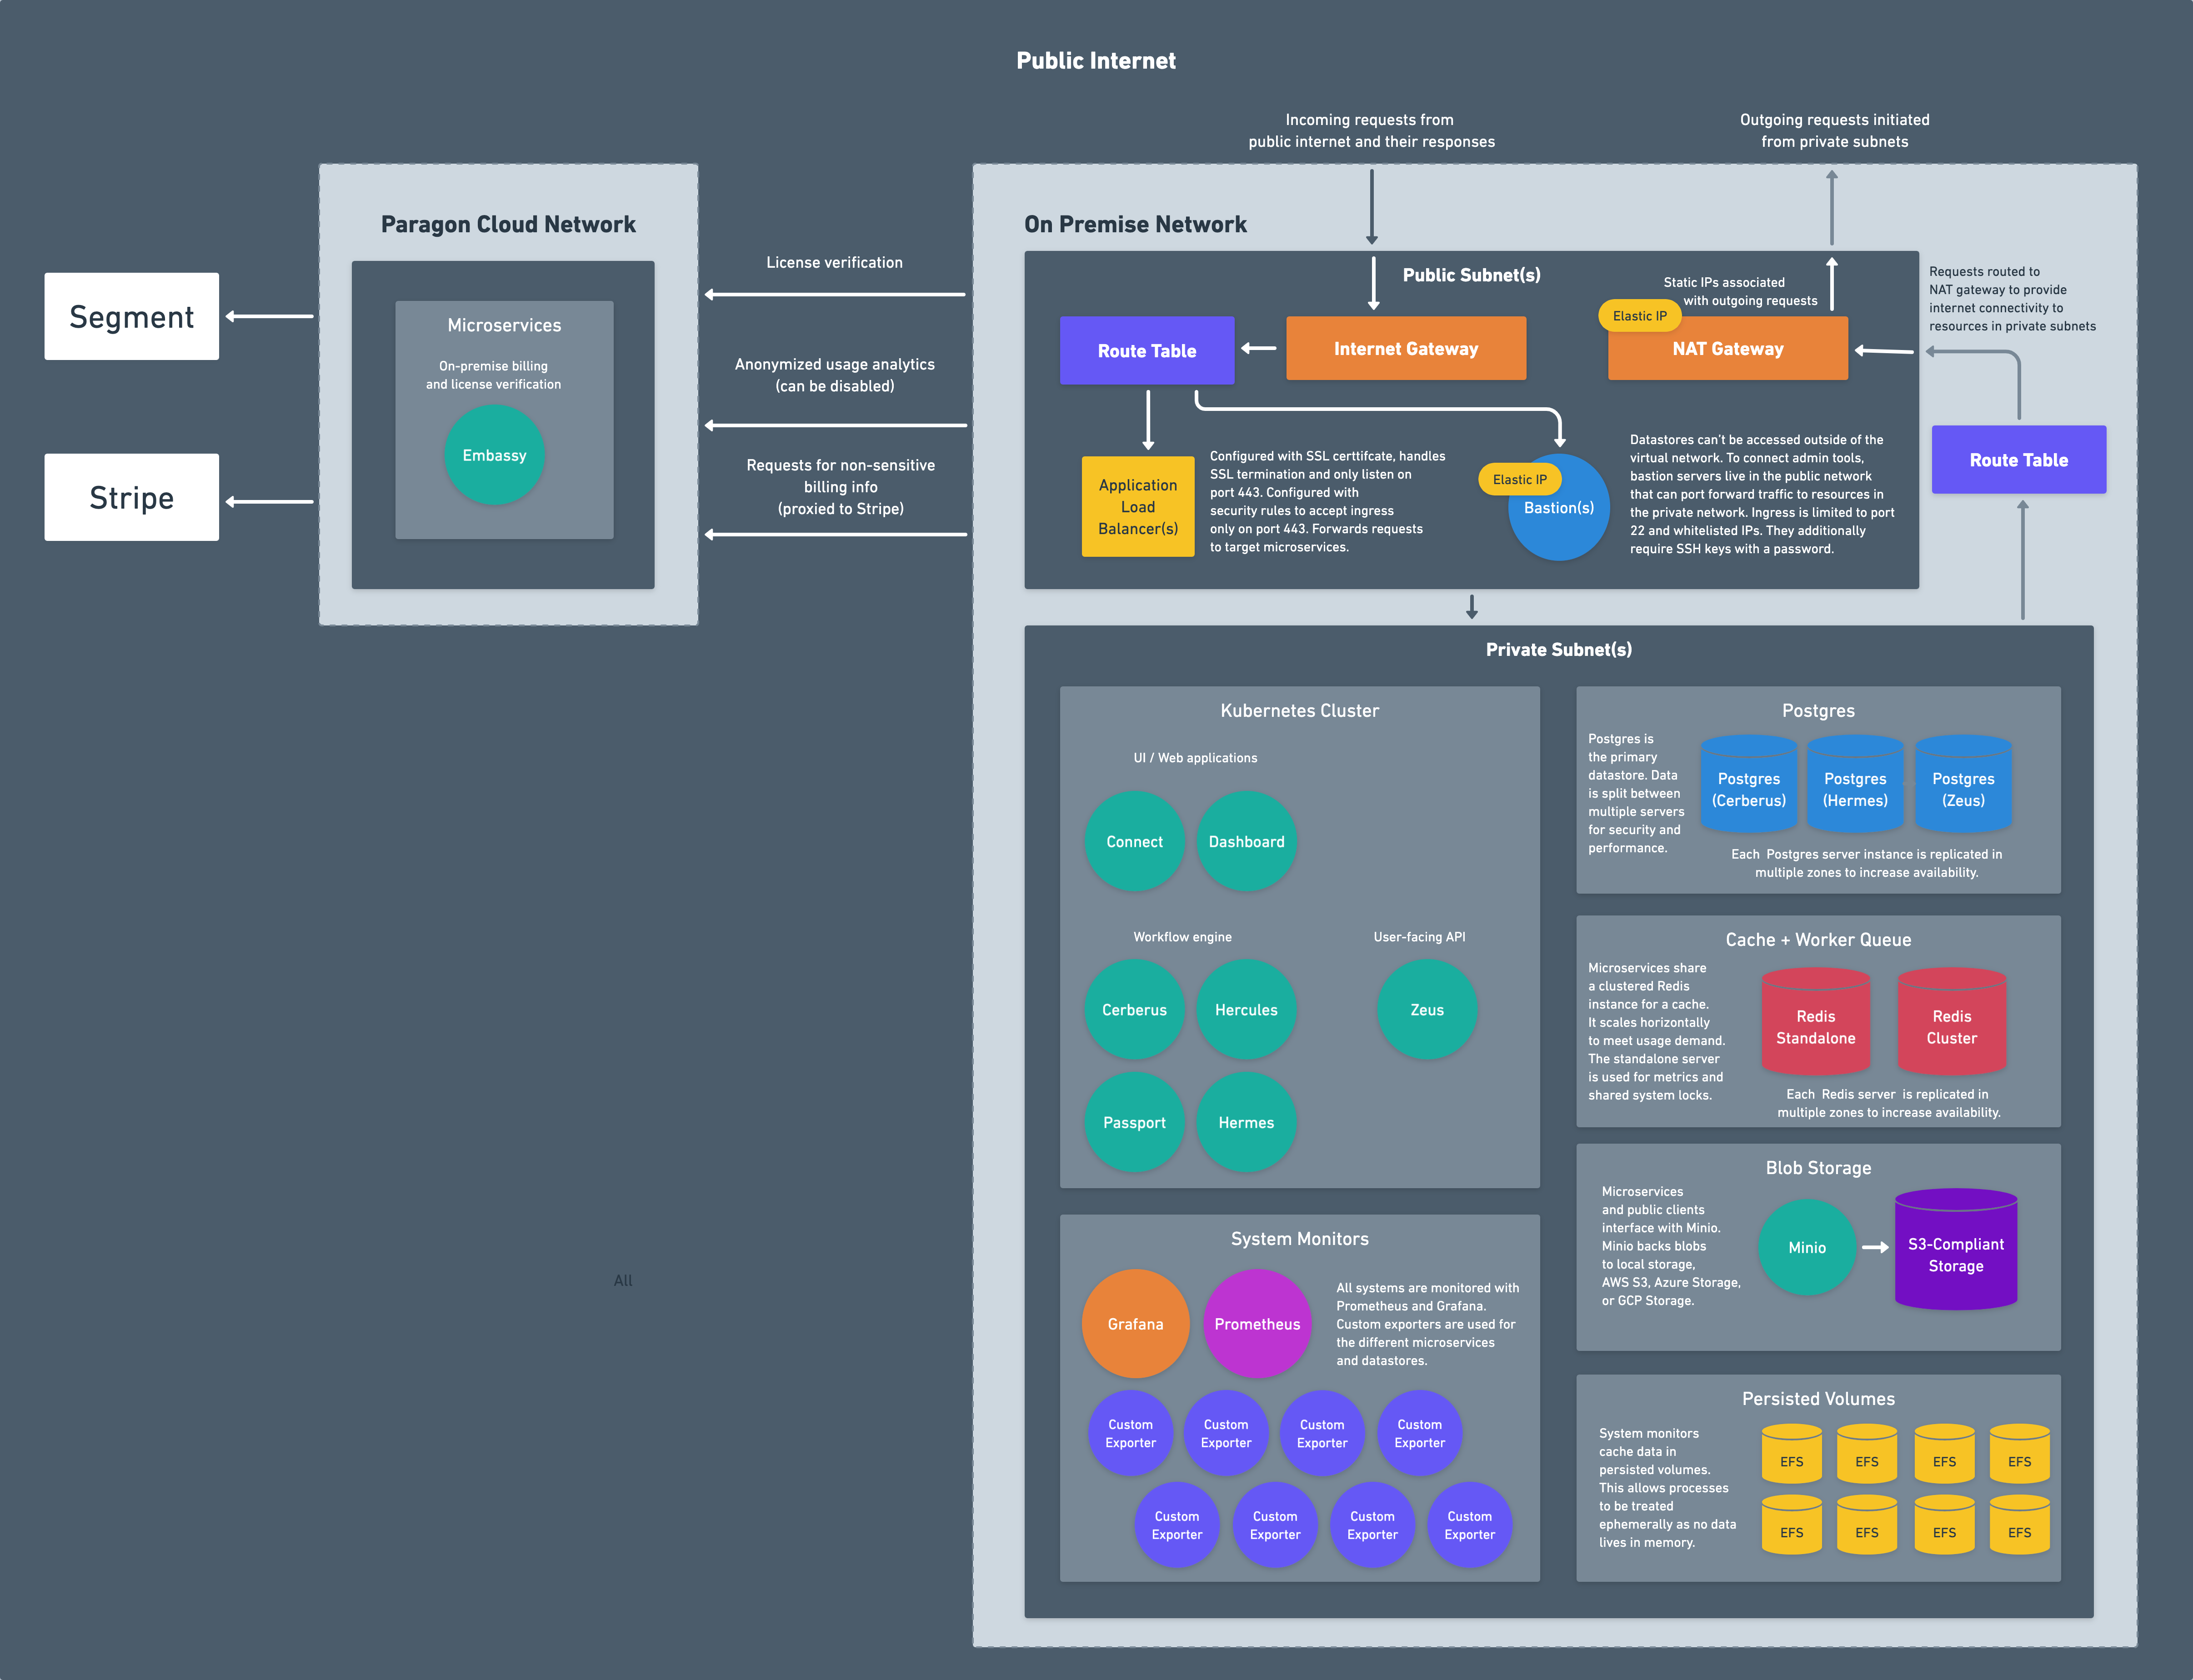 Public Internet
Incoming requests from
public internet and their responses
Outgoing requests initiated
from private subnets
Paragon Cloud Network
Microservices
On-premise billing
and license verification
Embassy
Segment
Stripe
License verification
Anonymized usage analytics
(can be disabled)
Requests for non-sensitive
billing info
(proxied to Stripe)
On Premise Network
Public Subnet(s)
Static IPs associated
with outgoing requests
Elastic IP
Route Table
Internet Gateway
NAT Gateway
Requests routed to
NAT gateway to provide
internet connectivity to
resources in private subnets
Route Table
Application
Load
Balancer(s)
Configured with SSL certtifcate, handles
SSL termination and only listen on
port 443. Configured with
security rules to accept ingress
only on port 443. Forwards requests
to target microservices.
Elastic IP
Bastion(s)
Datastores can't be accessed outside of the
virtual network. To connect admin tools,
bastion servers live in the public network
that can port forward traffic to resources in
the private network. Ingress is limited to port
22 and whitelisted IPs. They additionally
require SSH keys with a password.
Private Subnet(s)
Kubernetes Cluster
UI / Web applications
Connect
Dashboard
Workflow engine
User-facing API
Cerberus
Hercules
Zeus
Passport
Hermes
System Monitors
Grafana
Prometheus
All systems are monitored with
Prometheus and Grafana.
Custom exporters are used for
the different microservices
and datastores.
Custom
Exporter
Custom
Exporter
Custom
Exporter
Custom
Exporter
Custom
Exporter
Custom
Exporter
Custom
Exporter
Custom
Exporter
Postgres
Postgres is
the primary
datastore. Data
is split between
multiple servers
for security and
performance.
Postgres
(Cerberus)
Postgres
(Hermes)
Postgres
(Zeus)
Each Postgres server instance is replicated in
multiple zones to increase availability.
Cache + Worker Queue
Microservices share
a clustered Redis
instance for a cache.
It scales horizontally
to meet usage demand.
The standalone server
is used for metrics and
shared system locks.
Redis
Standalone
Redis
Cluster
Each Redis server is replicated in
multiple zones to increase availability.
Blob Storage
Microservices
and public clients
interface with Minio.
Minio backs blobs
to local storage,
AWS S3, Azure Storage,
or GCP Storage.
Minio
S3-Compliant
Storage
Persisted Volumes
System monitors
cache data in
persisted volumes.
This allows processes
to be treated
ephemerally as no data
lives in memory.
EFS
EFS
EFS
EFS
EFS
EFS
EFS
EFS
All